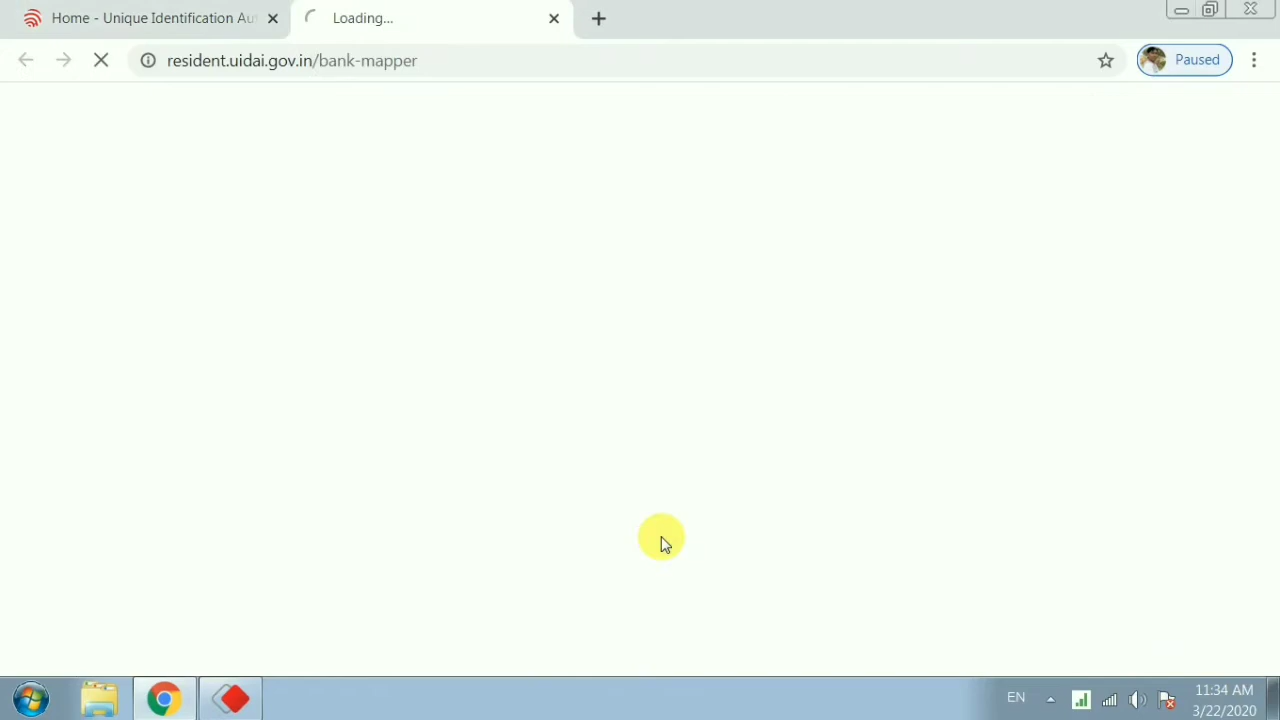 Home - Unique Identification Au
Loading...
resident.uidai.gov.in/bank-mapper
Paused
EN
11:34 AM
3/22/2020